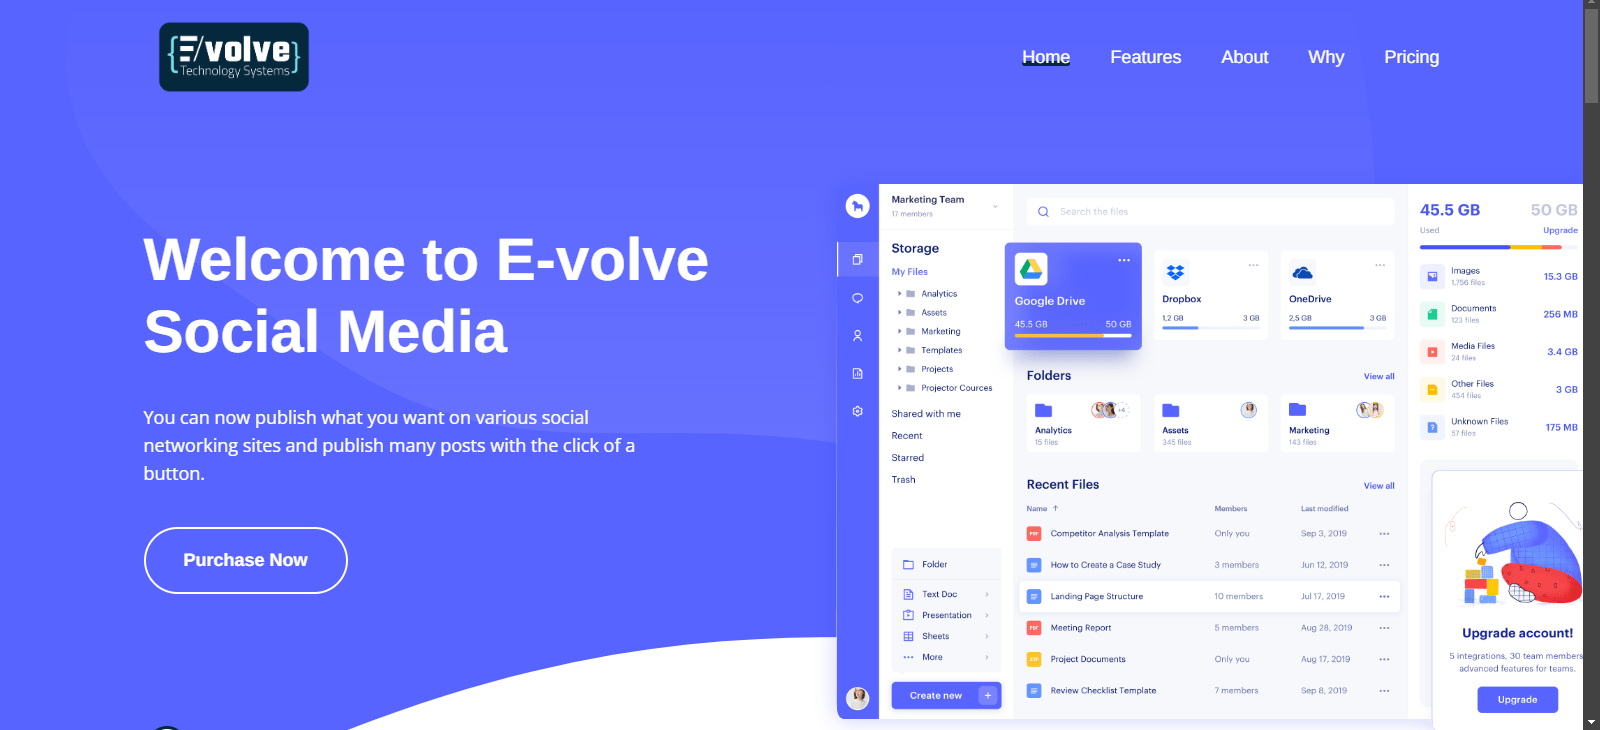 {E/volve}
Technology Systems
Home Features About Why Pricing
Welcome to E-volve
Social Media
You can now publish what you want on various social
networking sites and publish many posts with the click of a
button.
Purchase Now
Marketing Team
17 members
Storage
My Files
Analytics
Assets
Marketing
Templates
Projects
Projector Cources
Shared with me
Recent
Starred
Trash
Folder
Text Doc
Presentation
Sheets
More
Create new +
Search the files
Google Drive
45.5 GB 50 GB
Dropbox
1,2 GB 3 GB
OneDrive
2,5 GB 3 GB
Folders View all
Analytics
15 files
+4
Assets
345 files
Marketing
143 files
Recent Files View all
Name Members Last modified
PDF Competitor Analysis Template Only you Sep 3, 2019
How to Create a Case Study 3 members Jun 12, 2019
Landing Page Structure 10 members Jul 17, 2019
PDF Meeting Report 5 members Aug 28, 2019
Project Documents Only you Aug 17, 2019
Review Checklist Template 7 members Sep 8, 2019
45.5 GB 50 GB
Used Upgrade
Images 15.3 GB
1,756 files
Documents 256 MB
123 files
Media Files 3.4 GB
24 files
Other Files 3 GB
454 files
Unknown Files 175 MB
57 files
Upgrade account!
5 integrations, 30 team members
advanced features for teams.
Upgrade